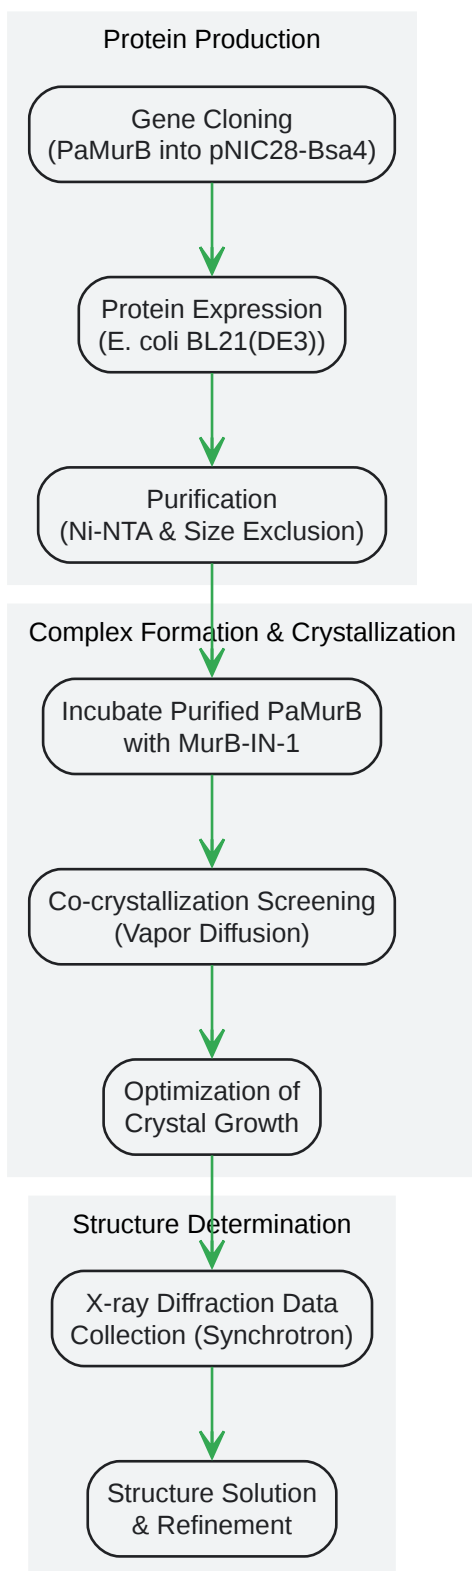 Protein Production
Gene Cloning
(PaMurB into pNIC28-Bsa4)
Protein Expression
(E. coli BL21(DE3))
Purification
(Ni-NTA & Size Exclusion)
Complex Formation & Crystallization
Incubate Purified PaMurB
with MurB-IN-1
Co-crystallization Screening
(Vapor Diffusion)
Optimization of
Crystal Growth
Structure Determination
X-ray Diffraction Data
Collection (Synchrotron)
Structure Solution
& Refinement